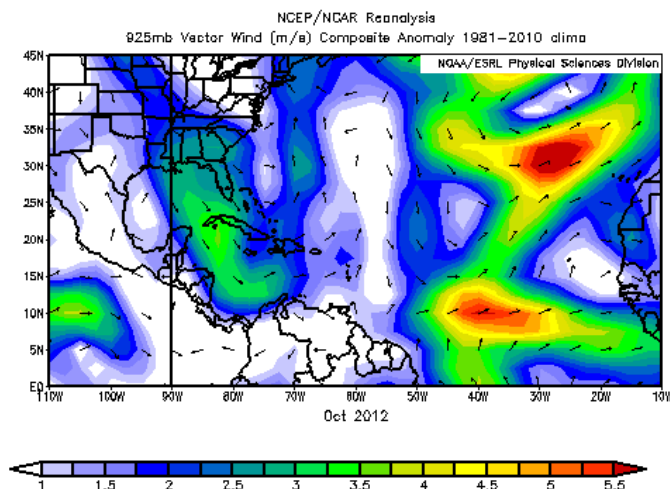 NCEP/NCAR Reanalysis
925mb Vector Wind (m/s) Composite Anomaly 1981-2010 clima
NOAA/ESRL Physical Sciences Division
45N
40N
35N
30N
25N
20N
15N
10N
5N
EQ
110W 100W 90W 80W 70W 60W 50W 40W 30W 20W 10W
Oct 2012
1 1.5 2 2.5 3 3.5 4 4.5 5 5.5